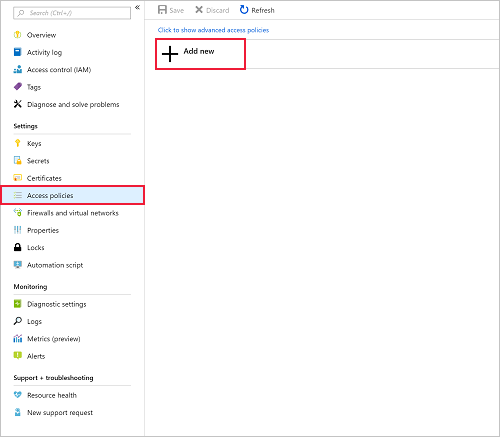 Search (Ctrl+/)
«
Overview
Activity log
Access control (IAM)
Tags
Diagnose and solve problems
Settings
Keys
Secrets
Certificates
Access policies
Firewalls and virtual networks
Properties
Locks
Automation script
Monitoring
Diagnostic settings
Logs
Metrics (preview)
Alerts
Support + troubleshooting
Resource health
New support request
Save Discard Refresh
Click to show advanced access policies
Add new